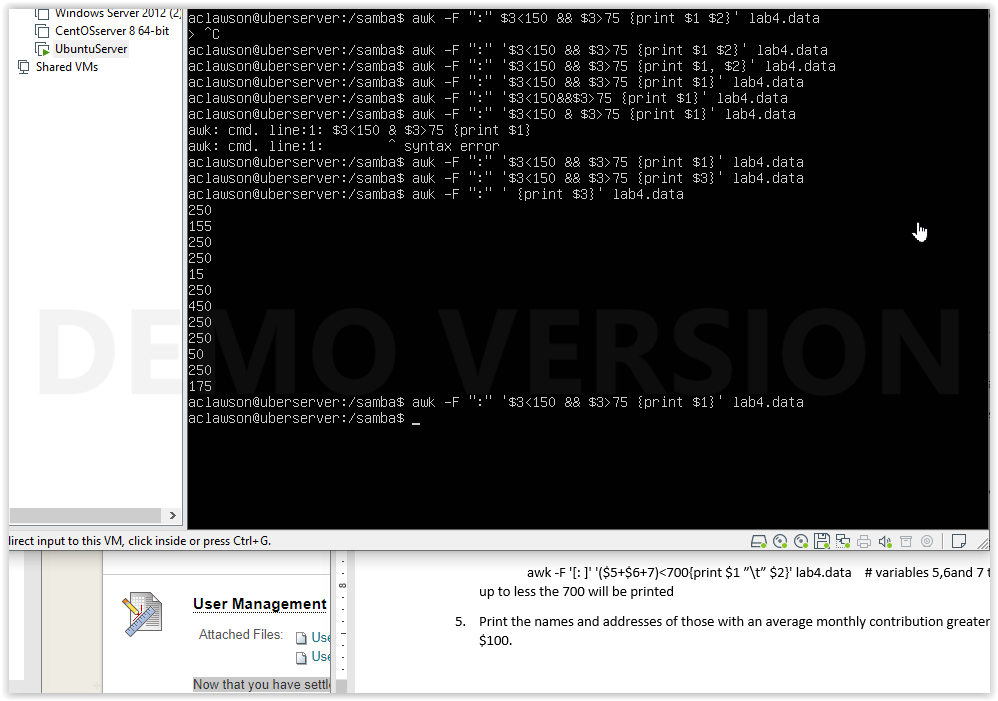 Windows Server 2012 (2)
CentOSserver 8 64-bit
UbuntuServer
Shared VMs
aclawson@uberserver:/samba$ awk -F ":" $3<150 && $3>75 {print $1 $2}' lab4.data
> ^C
aclawson@uberserver:/samba$ awk -F ":" '$3<150 && $3>75 {print $1 $2}' lab4.data
aclawson@uberserver:/samba$ awk -F ":" '$3<150 && $3>75 {print $1, $2}' lab4.data
aclawson@uberserver:/samba$ awk -F ":" '$3<150 && $3>75 {print $1}' lab4.data
aclawson@uberserver:/samba$ awk -F ":" '$3<150&&$3>75 {print $1}' lab4.data
aclawson@uberserver:/samba$ awk -F ":" '$3<150 & $3>75 {print $1}' lab4.data
awk: cmd. line:1: $3<150 & $3>75 {print $1}
awk: cmd. line:1:        ^ syntax error
aclawson@uberserver:/samba$ awk -F ":" '$3<150 && $3>75 {print $1}' lab4.data
aclawson@uberserver:/samba$ awk -F ":" '$3<150 && $3>75 {print $3}' lab4.data
aclawson@uberserver:/samba$ awk -F ":" ' {print $3}' lab4.data
250
155
250
250
15
250
450
250
250
50
250
175
aclawson@uberserver:/samba$ awk -F ":" '$3<150 && $3>75 {print $1}' lab4.data
aclawson@uberserver:/samba$ _
DEMO VERSION
direct input to this VM, click inside or press Ctrl+G.
User Management
Attached Files:
Use
Use
Now that you have settle
8
awk -F '[: ]' '($5+$6+7)<700{print $1 "\t" $2}' lab4.data # variables 5,6and 7 t
up to less the 700 will be printed
5. Print the names and addresses of those with an average monthly contribution greater
$100.